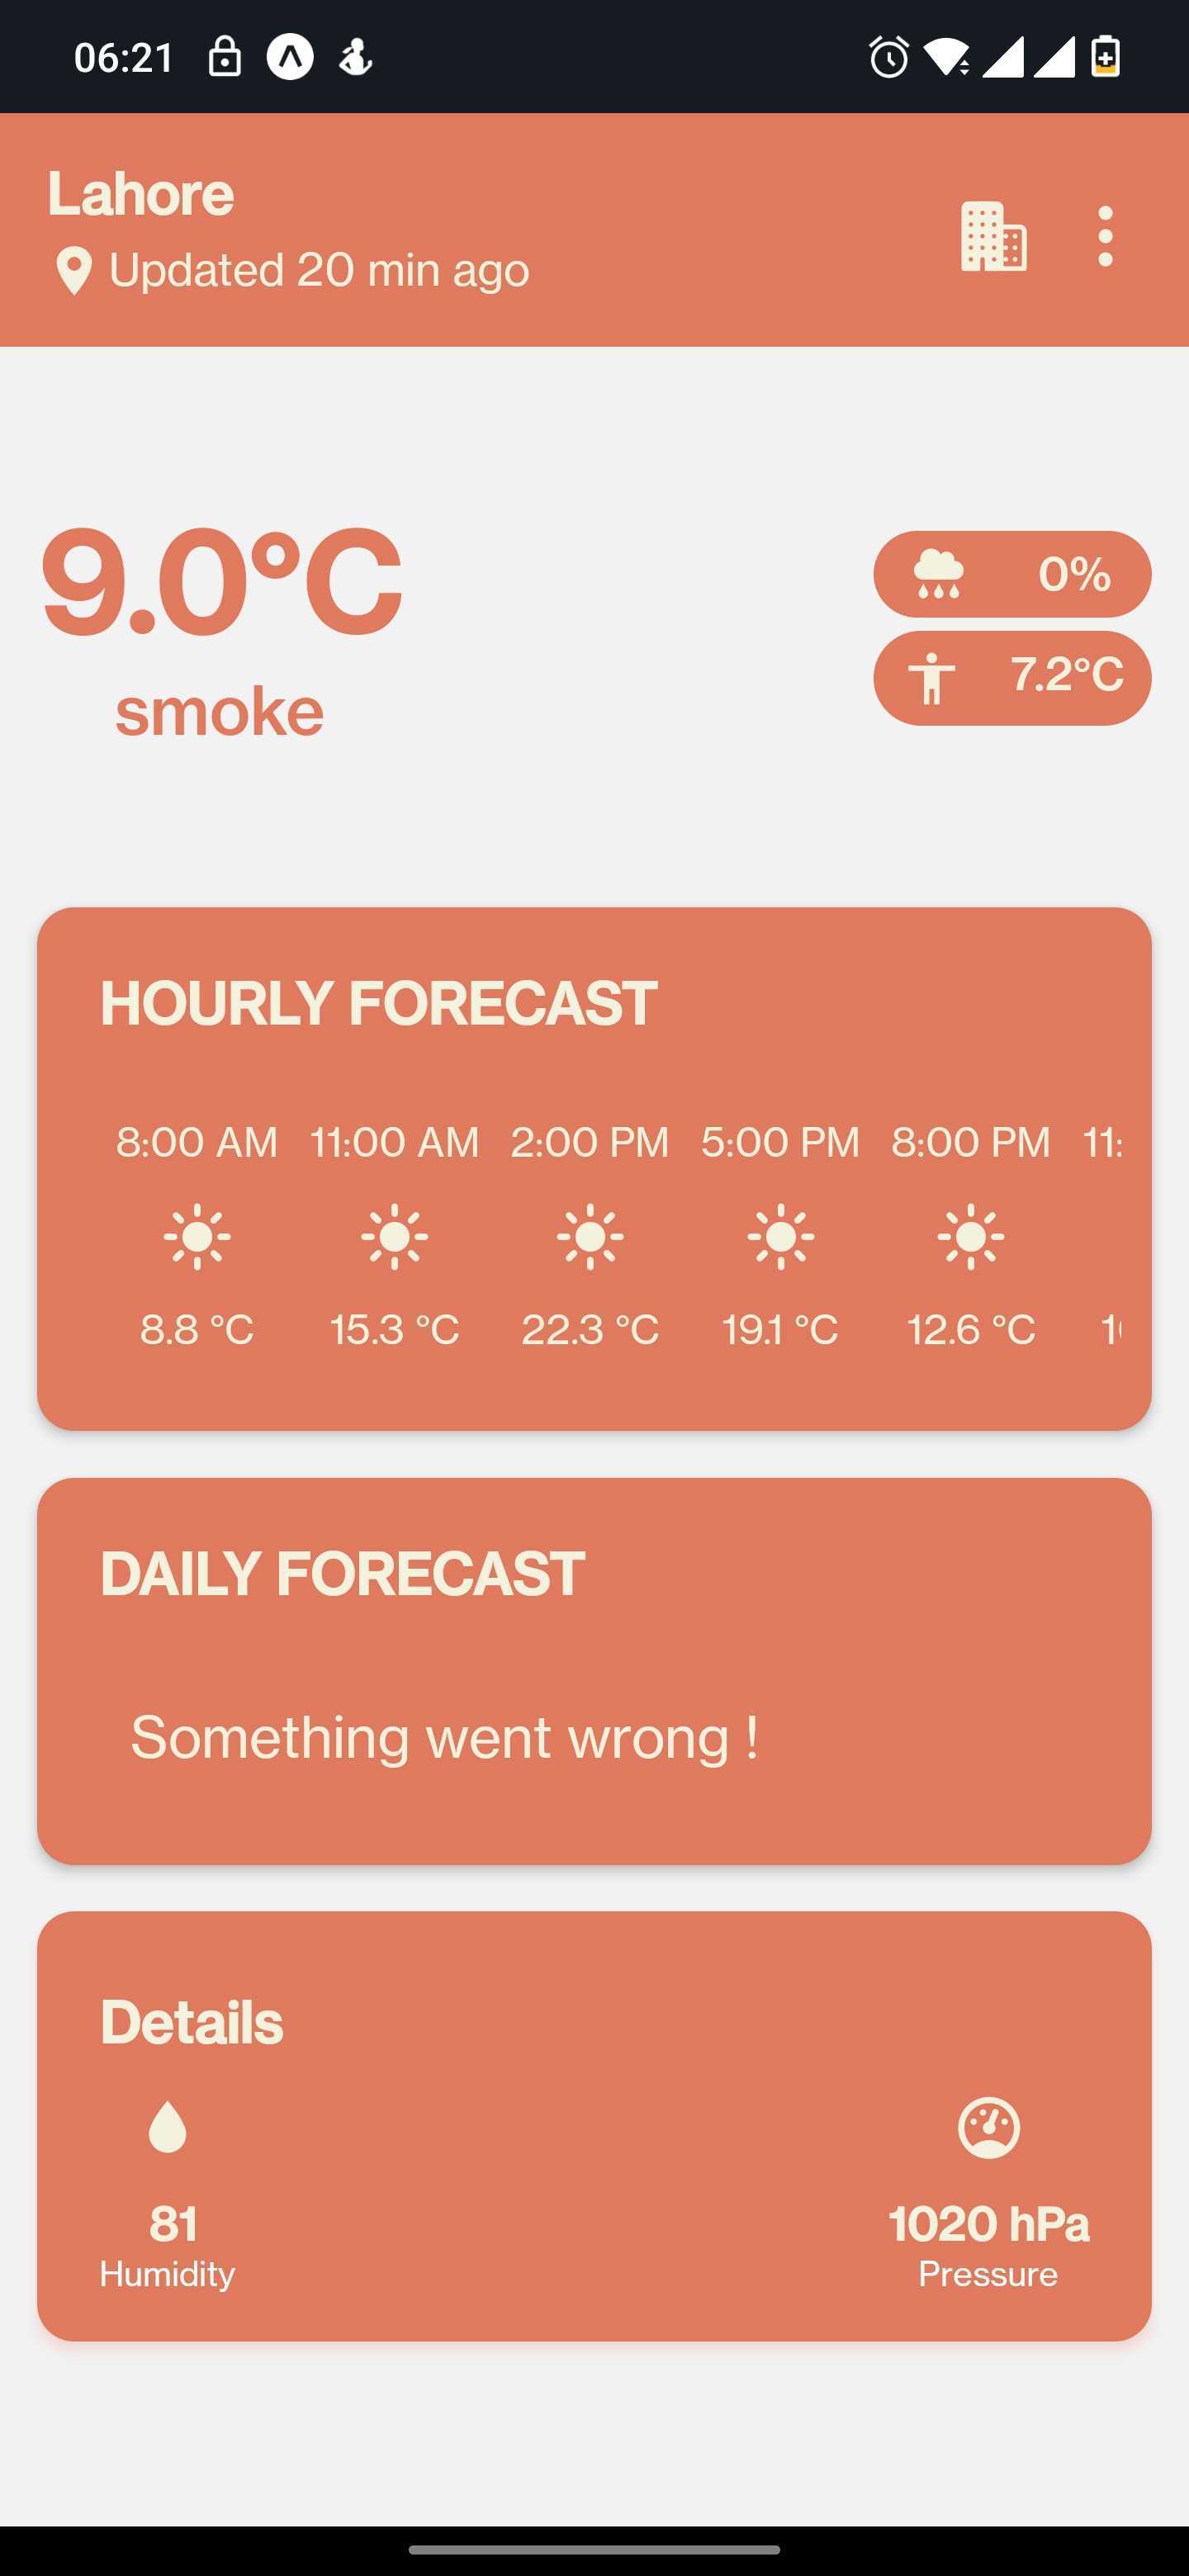 06:21
Lahore
Updated 20 min ago
9.0°C
smoke
0%
7.2°C
HOURLY FORECAST
8:00 AM 11:00 AM 2:00 PM 5:00 PM 8:00 PM 11:
8.8 °C 15.3 °C 22.3 °C 19.1 °C 12.6 °C
DAILY FORECAST
Something went wrong !
Details
81 1020 hPa
Humidity Pressure